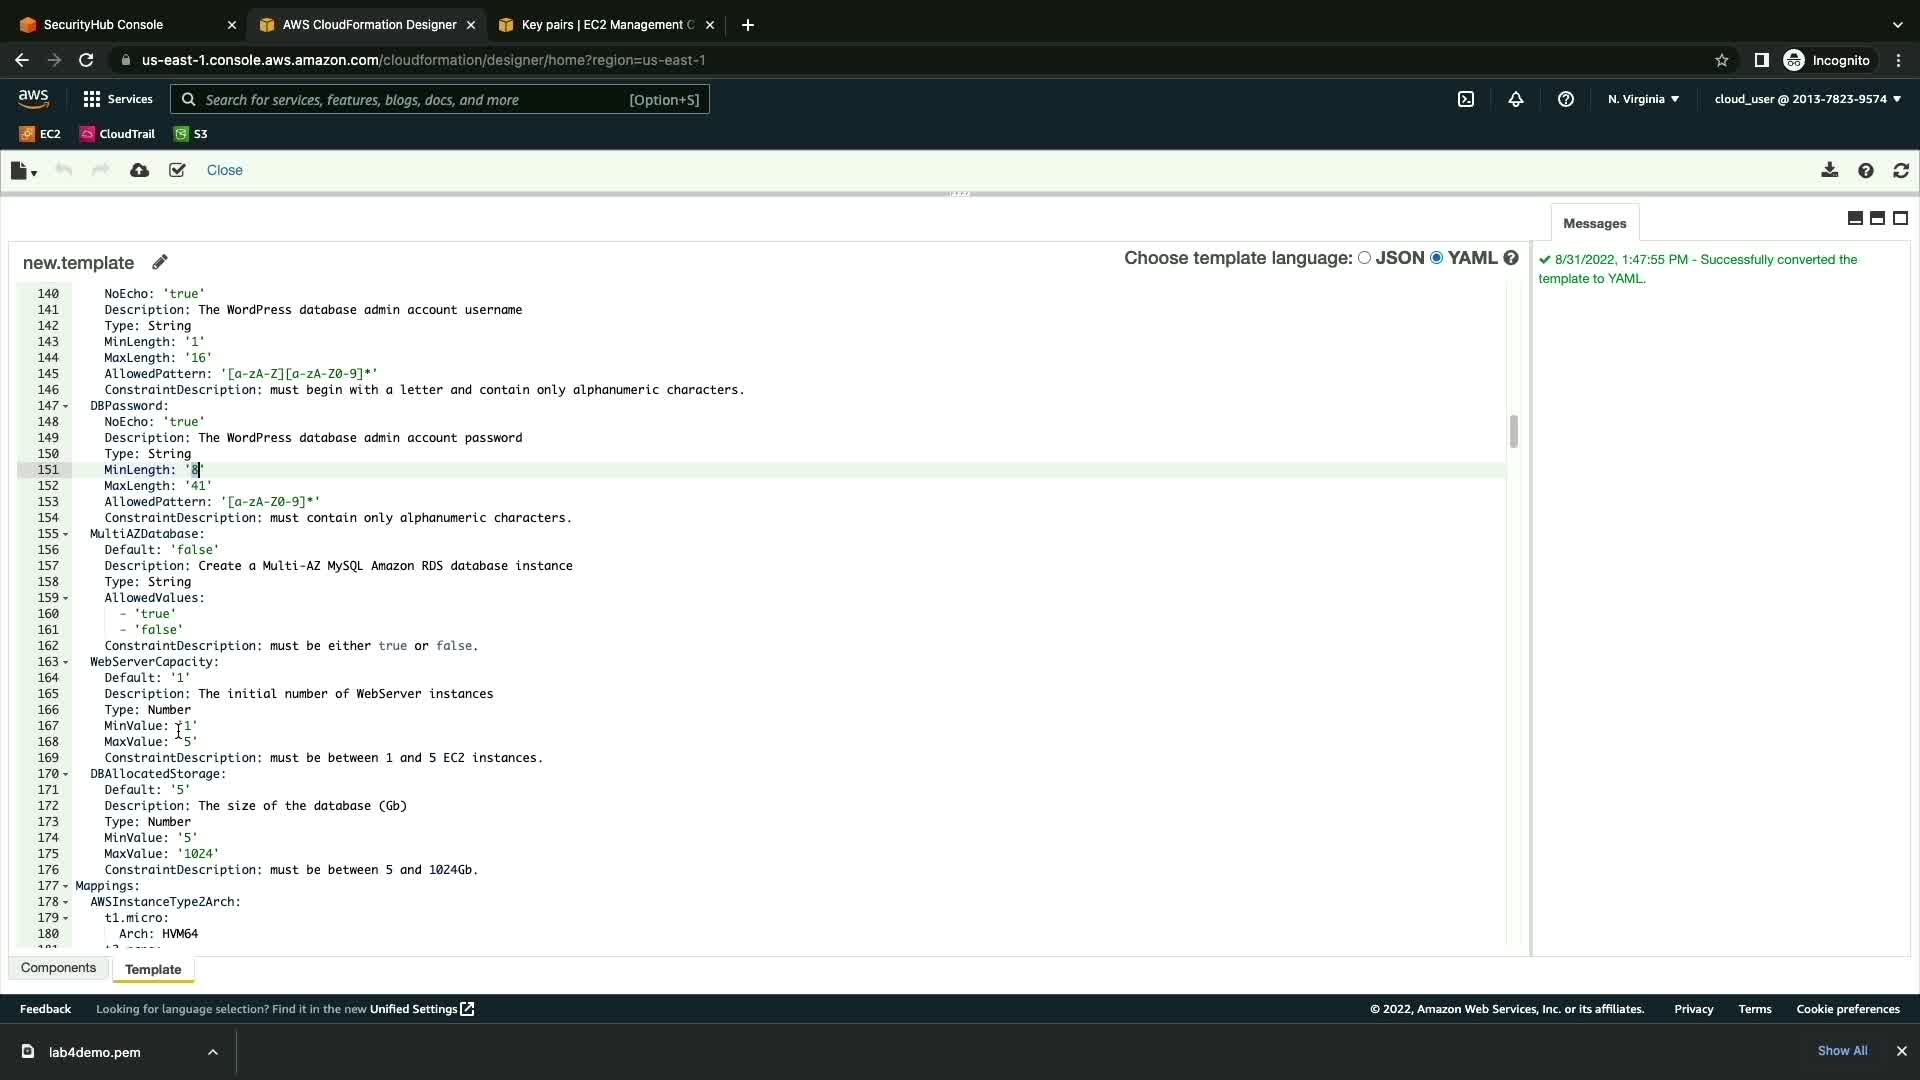 SecurityHub Console
AWS CloudFormation Designer
Key pairs | EC2 Management C
us-east-1.console.aws.amazon.com/cloudformation/designer/home?region=us-east-1
Incognito
aws
Services
Search for services, features, blogs, docs, and more
[Option+S]
N. Virginia
cloud_user @ 2013-7823-9574
EC2
CloudTrail
S3
Close
Messages
new.template
Choose template language: JSON YAML
8/31/2022, 1:47:55 PM - Successfully converted the
template to YAML.
140 NoEcho: 'true'
141 Description: The WordPress database admin account username
142 Type: String
143 MinLength: '1'
144 MaxLength: '16'
145 AllowedPattern: '[a-zA-Z][a-zA-Z0-9]*'
146 ConstraintDescription: must begin with a letter and contain only alphanumeric characters.
147 DBPassword:
148 NoEcho: 'true'
149 Description: The WordPress database admin account password
150 Type: String
151 MinLength: '8'
152 MaxLength: '41'
153 AllowedPattern: '[a-zA-Z0-9]*'
154 ConstraintDescription: must contain only alphanumeric characters.
155 MultiAZDatabase:
156 Default: 'false'
157 Description: Create a Multi-AZ MySQL Amazon RDS database instance
158 Type: String
159 AllowedValues:
160 - 'true'
161 - 'false'
162 ConstraintDescription: must be either true or false.
163 WebServerCapacity:
164 Default: '1'
165 Description: The initial number of WebServer instances
166 Type: Number
167 MinValue: '1'
168 MaxValue: '5'
169 ConstraintDescription: must be between 1 and 5 EC2 instances.
170 DBAllocatedStorage:
171 Default: '5'
172 Description: The size of the database (Gb)
173 Type: Number
174 MinValue: '5'
175 MaxValue: '1024'
176 ConstraintDescription: must be between 5 and 1024Gb.
177 Mappings:
178 AWSInstanceType2Arch:
179 t1.micro:
180 Arch: HVM64
Components
Template
Feedback
Looking for language selection? Find it in the new Unified Settings
© 2022, Amazon Web Services, Inc. or its affiliates.
Privacy
Terms
Cookie preferences
lab4demo.pem
Show All